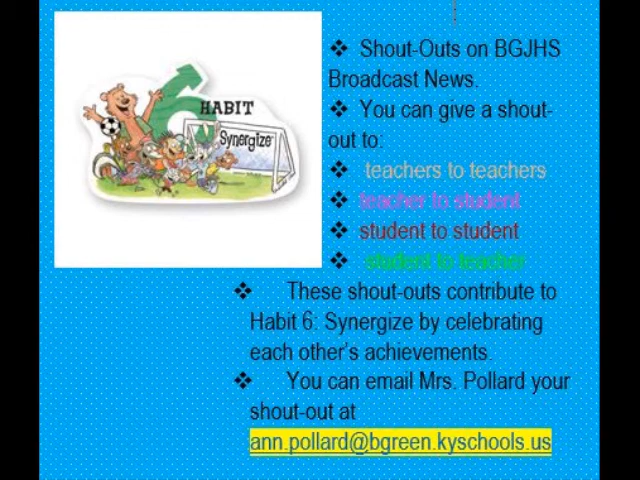 HABIT
Synergize
❖ Shout-Outs on BGJHS
Broadcast News.
❖ You can give a shout-
out to:
❖ teachers to teachers
❖ teacher to student
❖ student to student
❖ student to teacher
❖ These shout-outs contribute to
Habit 6: Synergize by celebrating
each other's achievements.
❖ You can email Mrs. Pollard your
shout-out at
ann.pollard@bgreen.kyschools.us